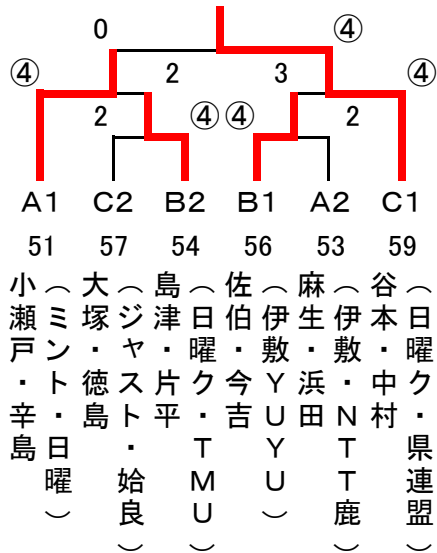 0 ④
④ 2 3 ④
2 ④ ④ 2
A1 C2 B2 B1 A2 C1
51 57 54 56 53 59
小瀬戸・辛島
（ミント・日曜）
大塚・徳島
（ジャスト・姶良）
島津・片平
（日曜ク・TMU）
佐伯・今吉
（伊敷YUYU）
麻生・浜田
（伊敷・NTT鹿）
谷本・中村
（日曜ク・県連盟）